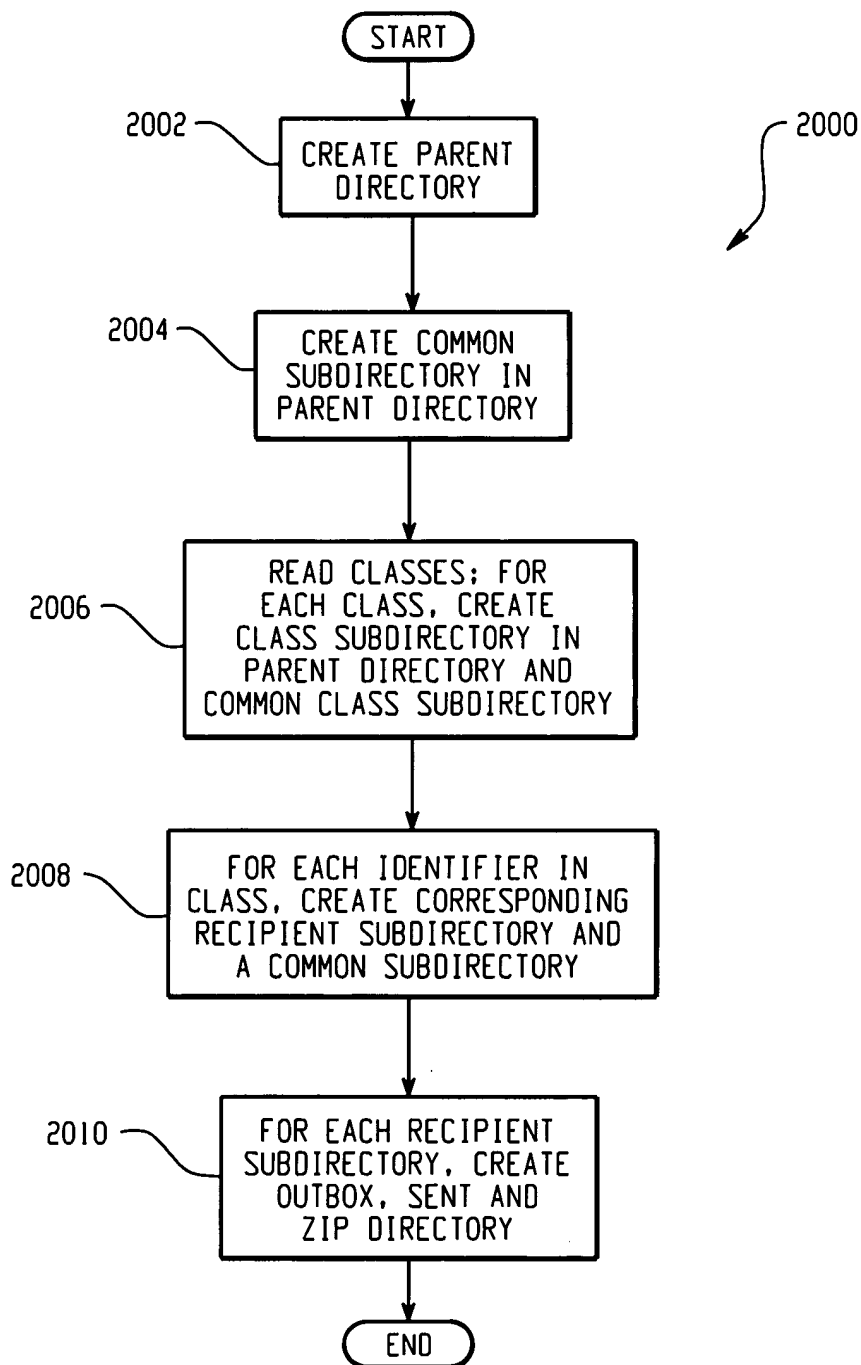 START
2002
2000
CREATE PARENT
DIRECTORY
2004
CREATE COMMON
SUBDIRECTORY IN
PARENT DIRECTORY
2006
READ CLASSES; FOR
EACH CLASS, CREATE
CLASS SUBDIRECTORY IN
PARENT DIRECTORY AND
COMMON CLASS SUBDIRECTORY
2008
FOR EACH IDENTIFIER IN
CLASS, CREATE CORRESPONDING
RECIPIENT SUBDIRECTORY AND
A COMMON SUBDIRECTORY
2010
FOR EACH RECIPIENT
SUBDIRECTORY, CREATE
OUTBOX, SENT AND
ZIP DIRECTORY
END